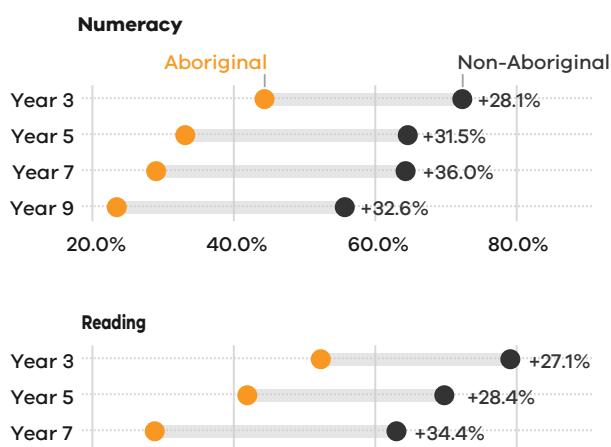 Numeracy
Aboriginal Non-Aboriginal
Year 3 +28.1%
Year 5 +31.5%
Year 7 +36.0%
Year 9 +32.6%
20.0% 40.0% 60.0% 80.0%
Reading
Year 3 +27.1%
Year 5 +28.4%
Year 7 +34.4%